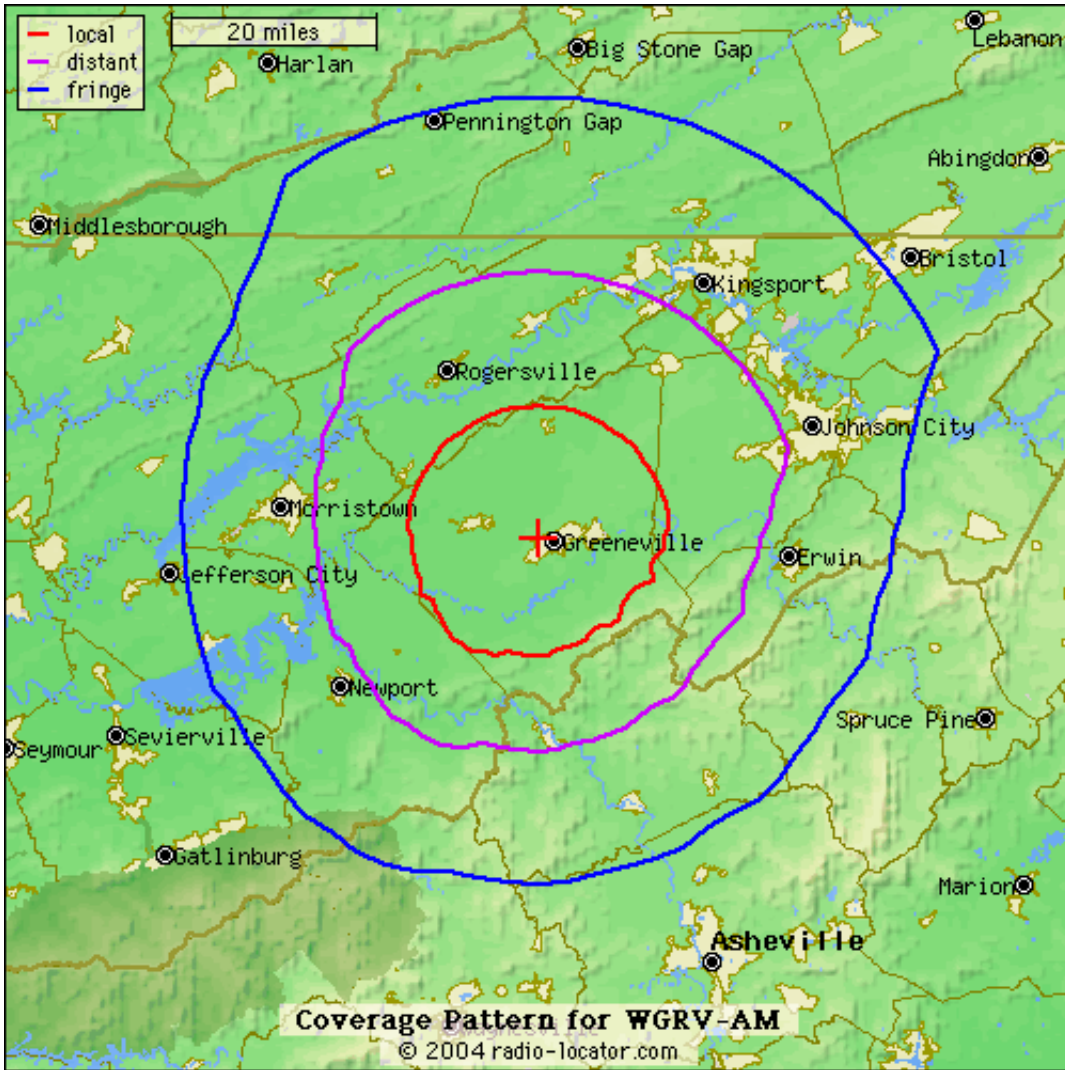 local
distant
fringe
20 miles
Harlan
Big Stone Gap
Lebanon
Pennington Gap
Abingdon
Middlesborough
Bristol
Kingsport
Rogersville
Johnson City
Morristown
Greeneville
Erwin
Jefferson City
Newport
Spruce Pine
Sevierville
Seymour
Gatlinburg
Marion
Asheville
Coverage Pattern for WGRV-AM
© 2004 radio-locator.com